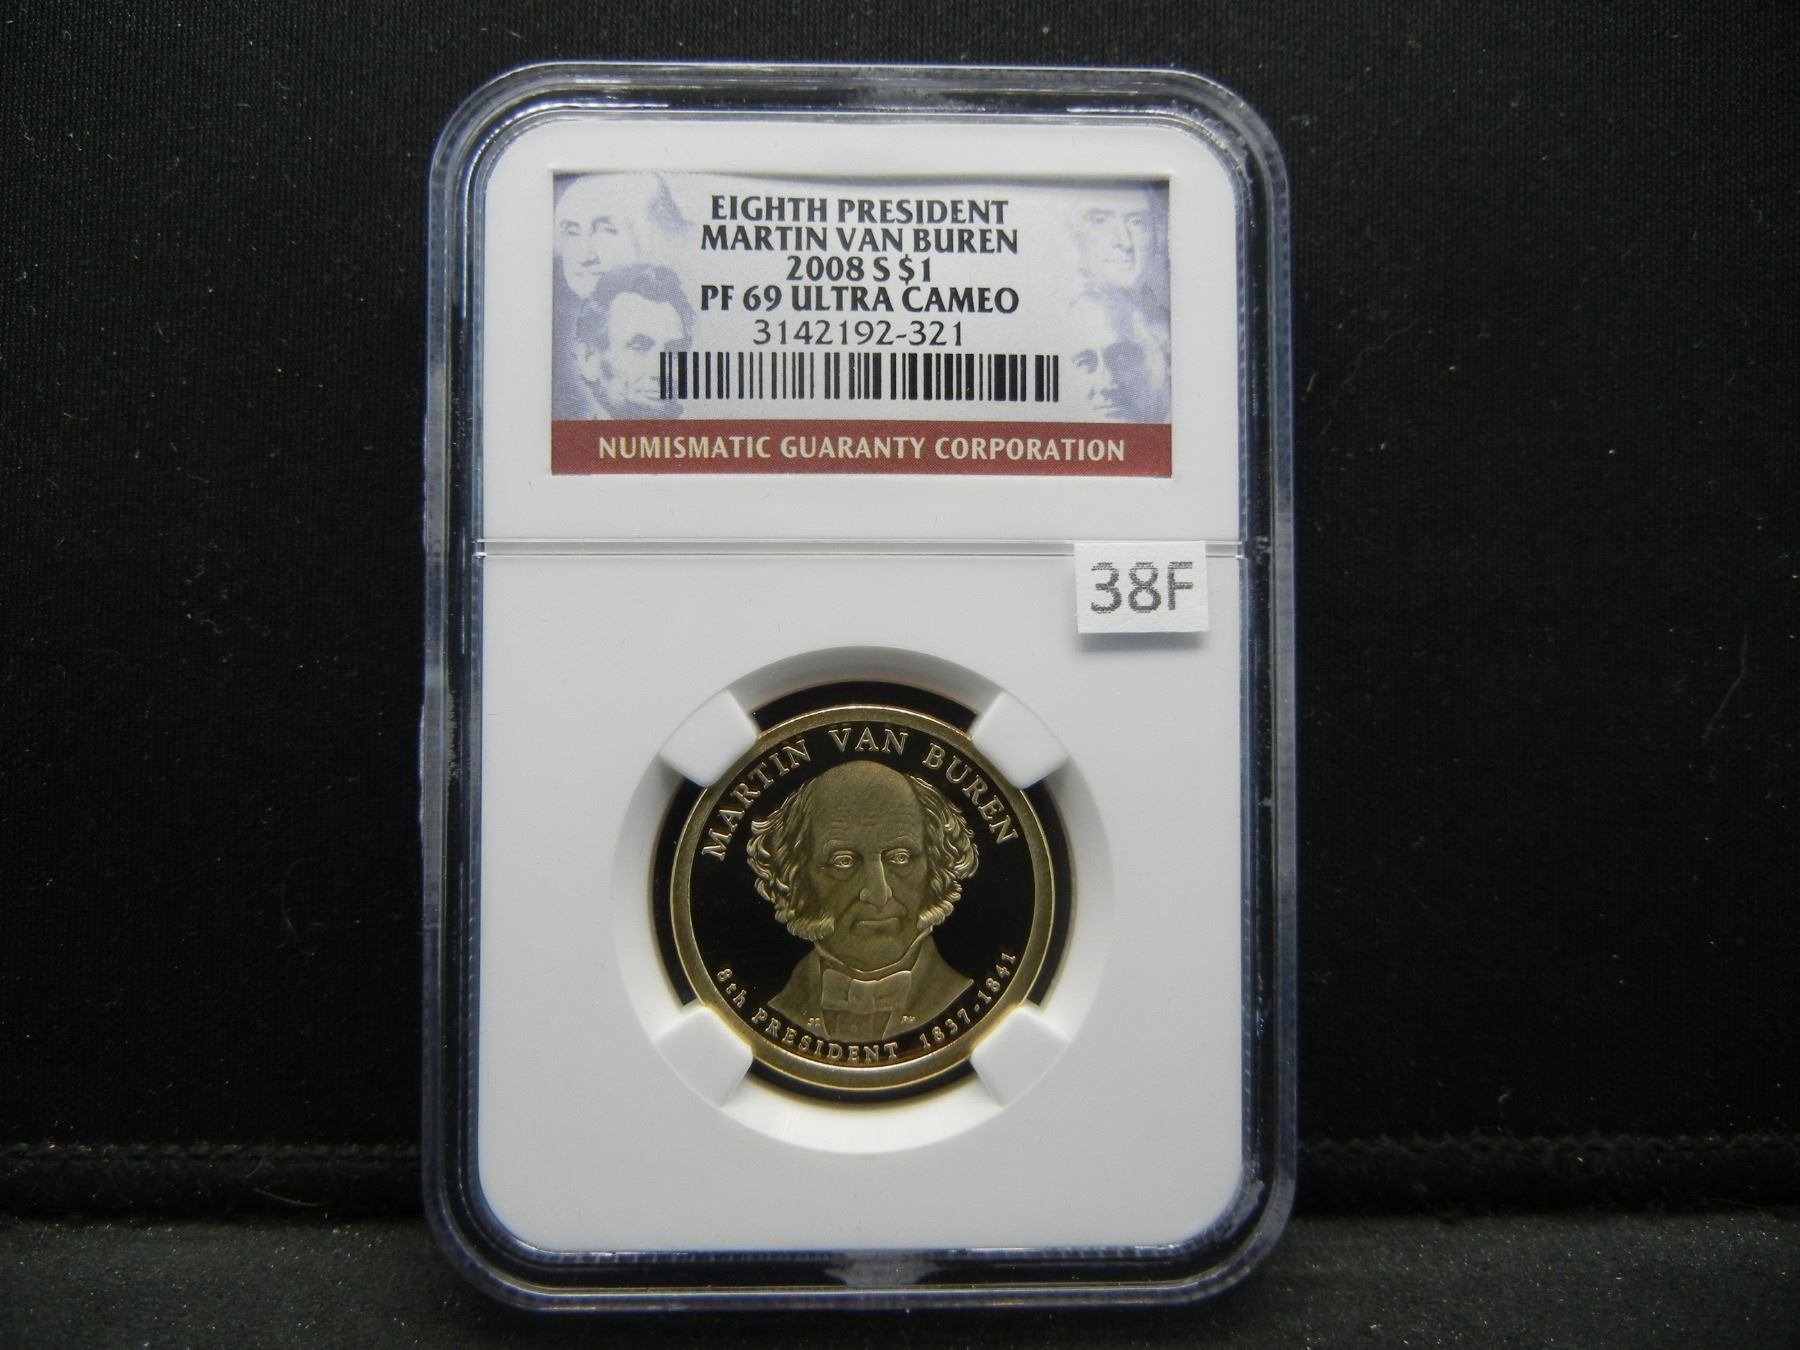 EIGHTH PRESIDENT
MARTIN VAN BUREN
2008 S $1
PF 69 ULTRA CAMEO
3142192-321
NUMISMATIC GUARANTY CORPORATION
38F
MARTIN VAN BUREN
8th PRESIDENT 1837-1841